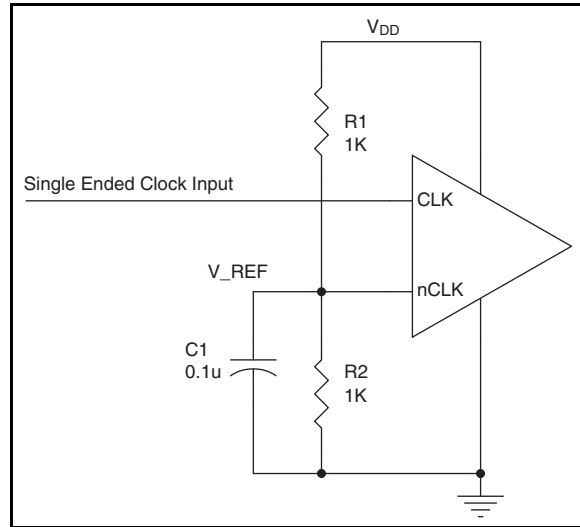 VDD
R1
1K
Single Ended Clock Input
CLK
V_REF
nCLK
C1
0.1u
R2
1K